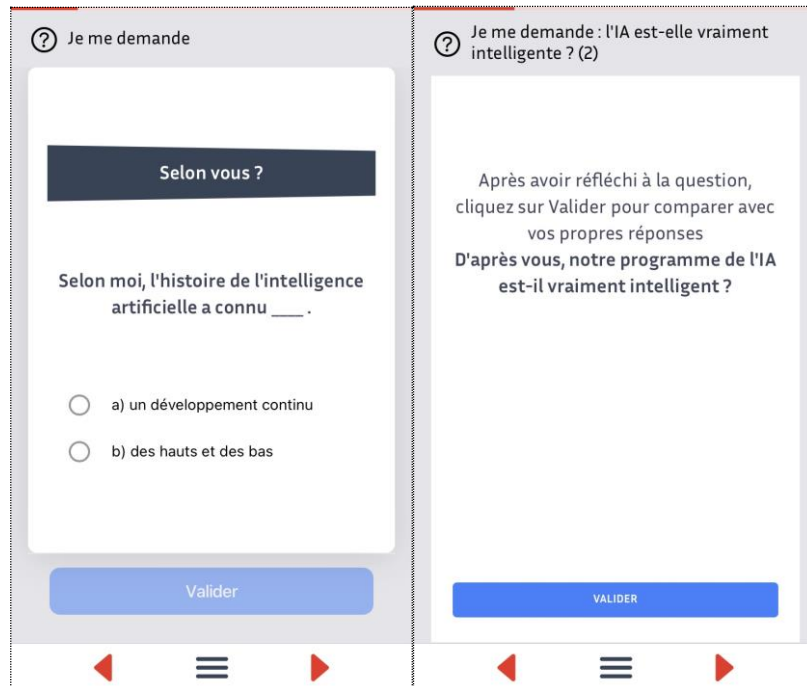 Je me demande
Selon vous ?
Selon moi, l'histoire de l'intelligence
artificielle a connu ____ .
a) un développement continu
b) des hauts et des bas
Valider
Je me demande : l'IA est-elle vraiment
intelligente ? (2)
Après avoir réfléchi à la question,
cliquez sur Valider pour comparer avec
vos propres réponses
D'après vous, notre programme de l'IA
est-il vraiment intelligent ?
VALIDER